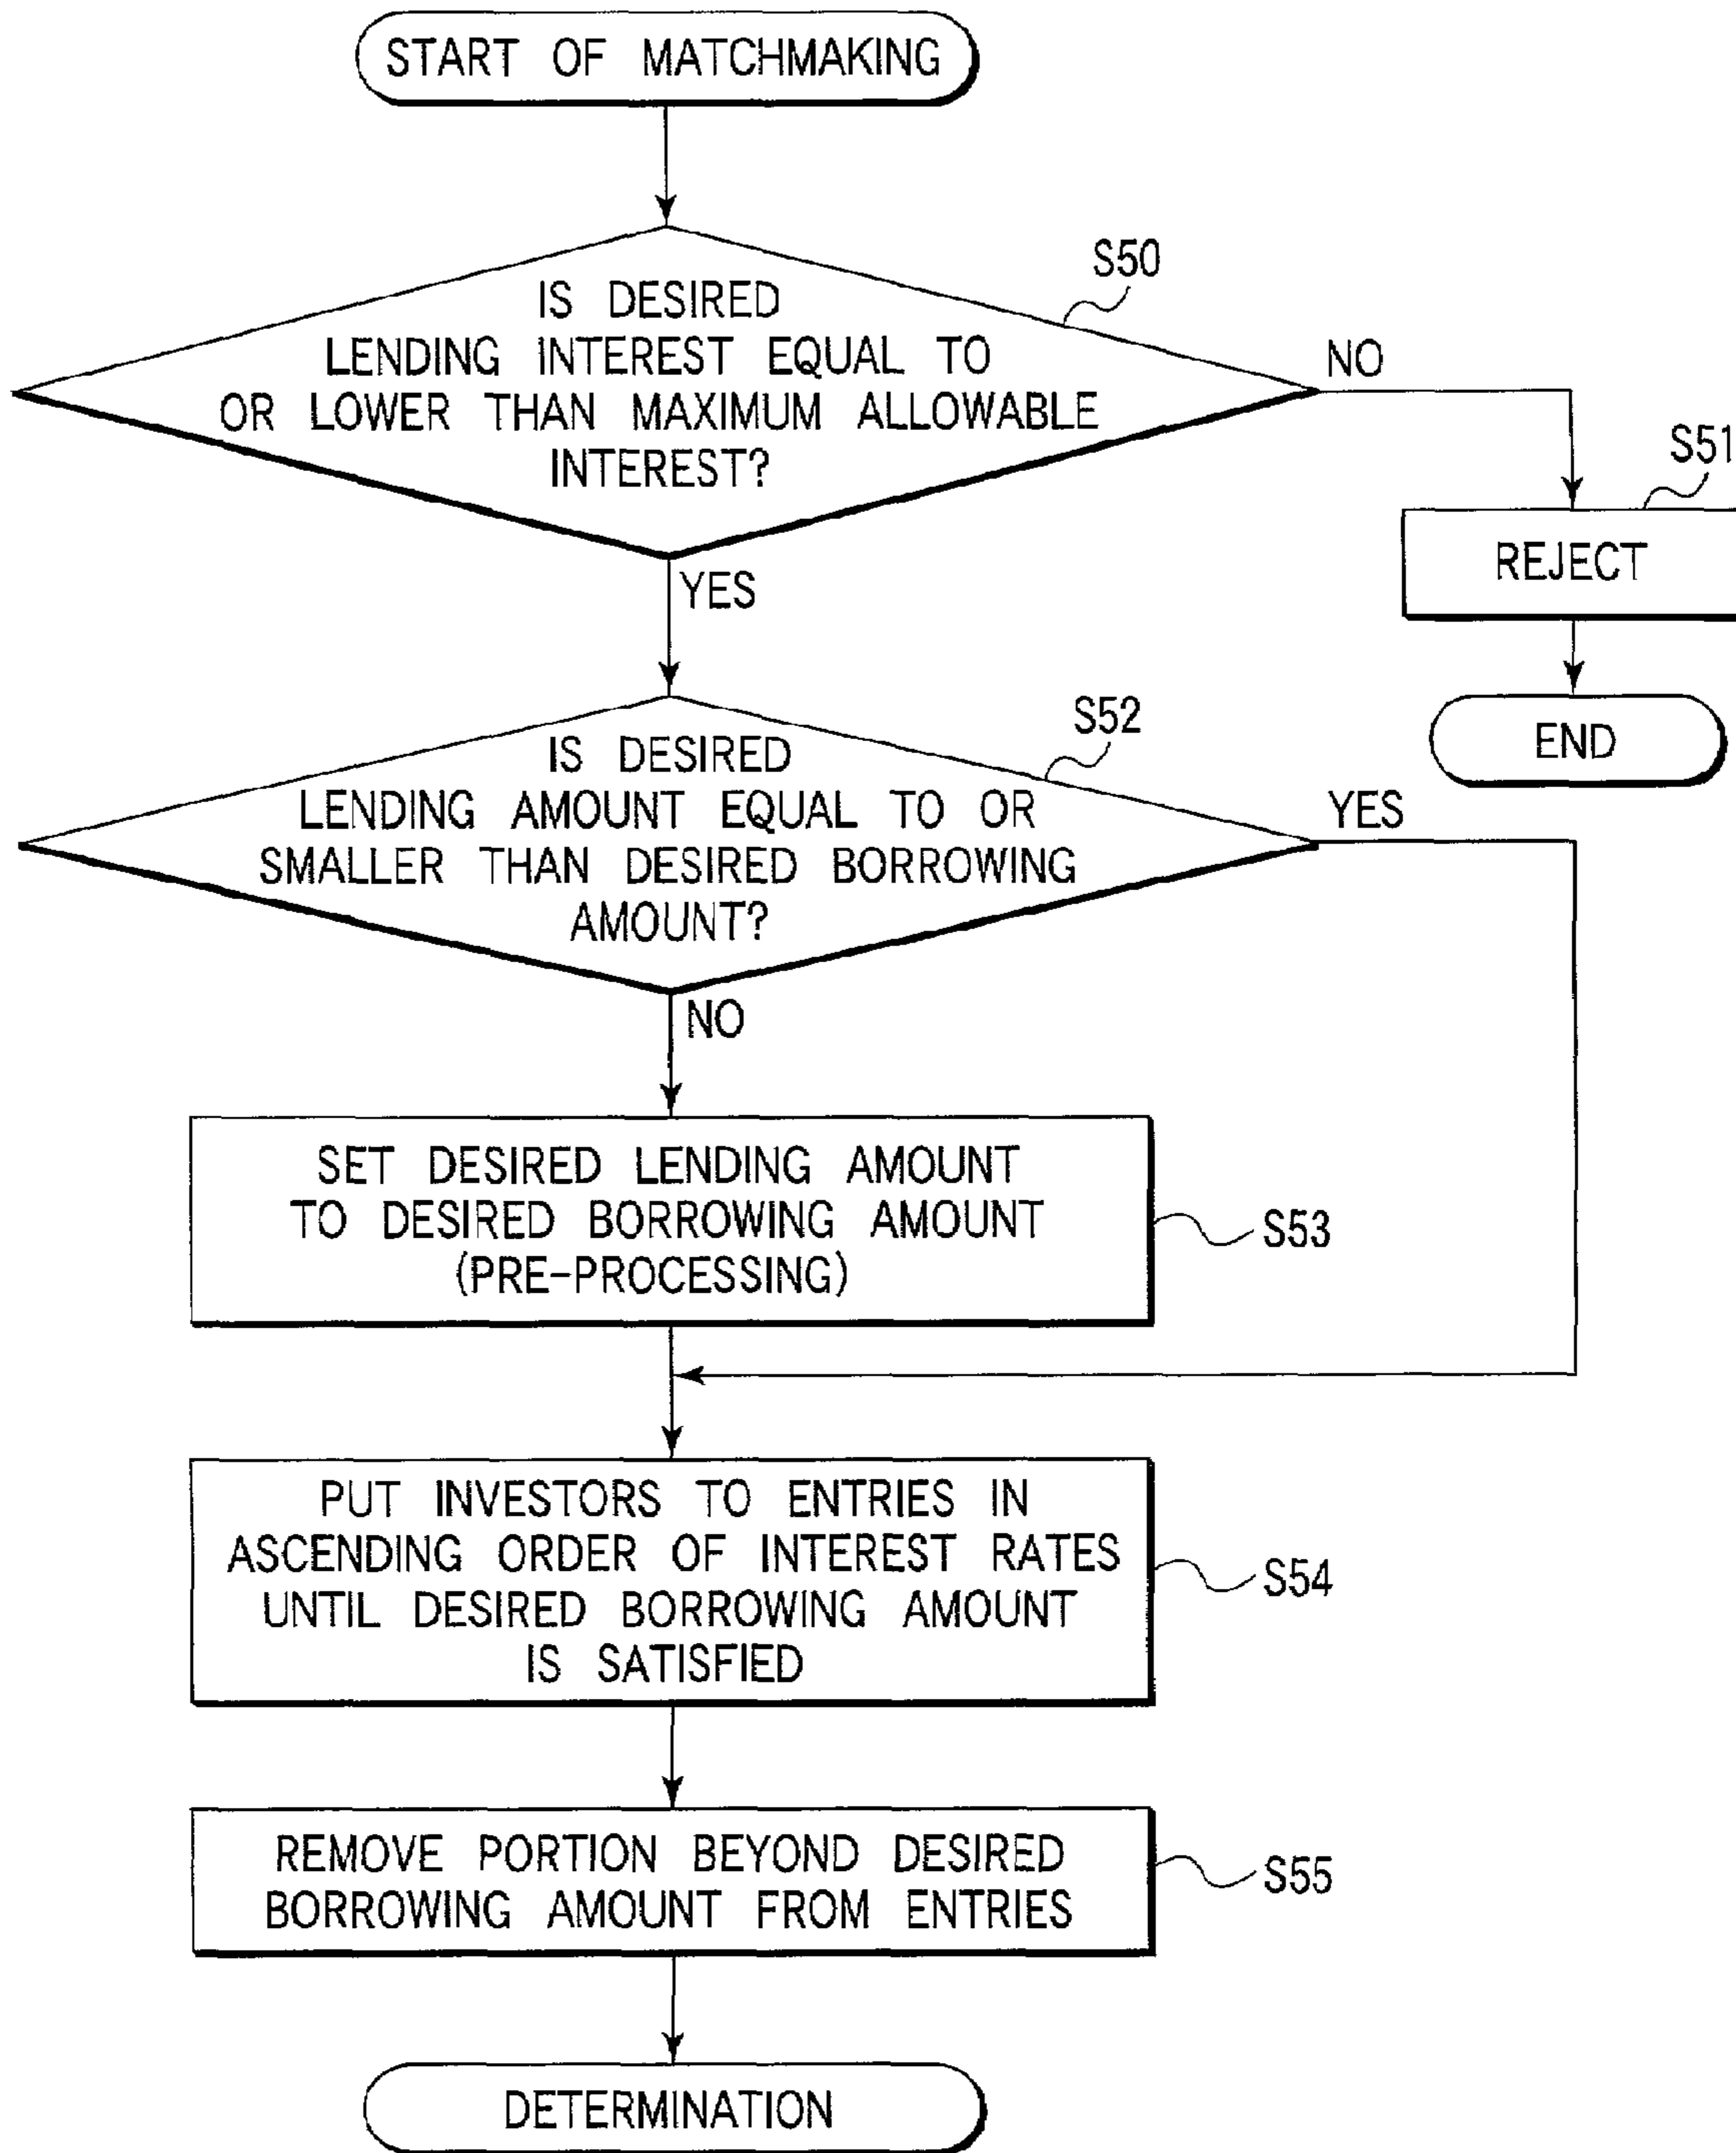 START OF MATCHMAKING
S50
IS DESIRED
LENDING INTEREST EQUAL TO
OR LOWER THAN MAXIMUM ALLOWABLE
INTEREST?
NO
S51
REJECT
YES
END
S52
IS DESIRED
LENDING AMOUNT EQUAL TO OR
SMALLER THAN DESIRED BORROWING
AMOUNT?
YES
NO
SET DESIRED LENDING AMOUNT
TO DESIRED BORROWING AMOUNT
(PRE-PROCESSING)
S53
PUT INVESTORS TO ENTRIES IN
ASCENDING ORDER OF INTEREST RATES
UNTIL DESIRED BORROWING AMOUNT
IS SATISFIED
S54
REMOVE PORTION BEYOND DESIRED
BORROWING AMOUNT FROM ENTRIES
S55
DETERMINATION